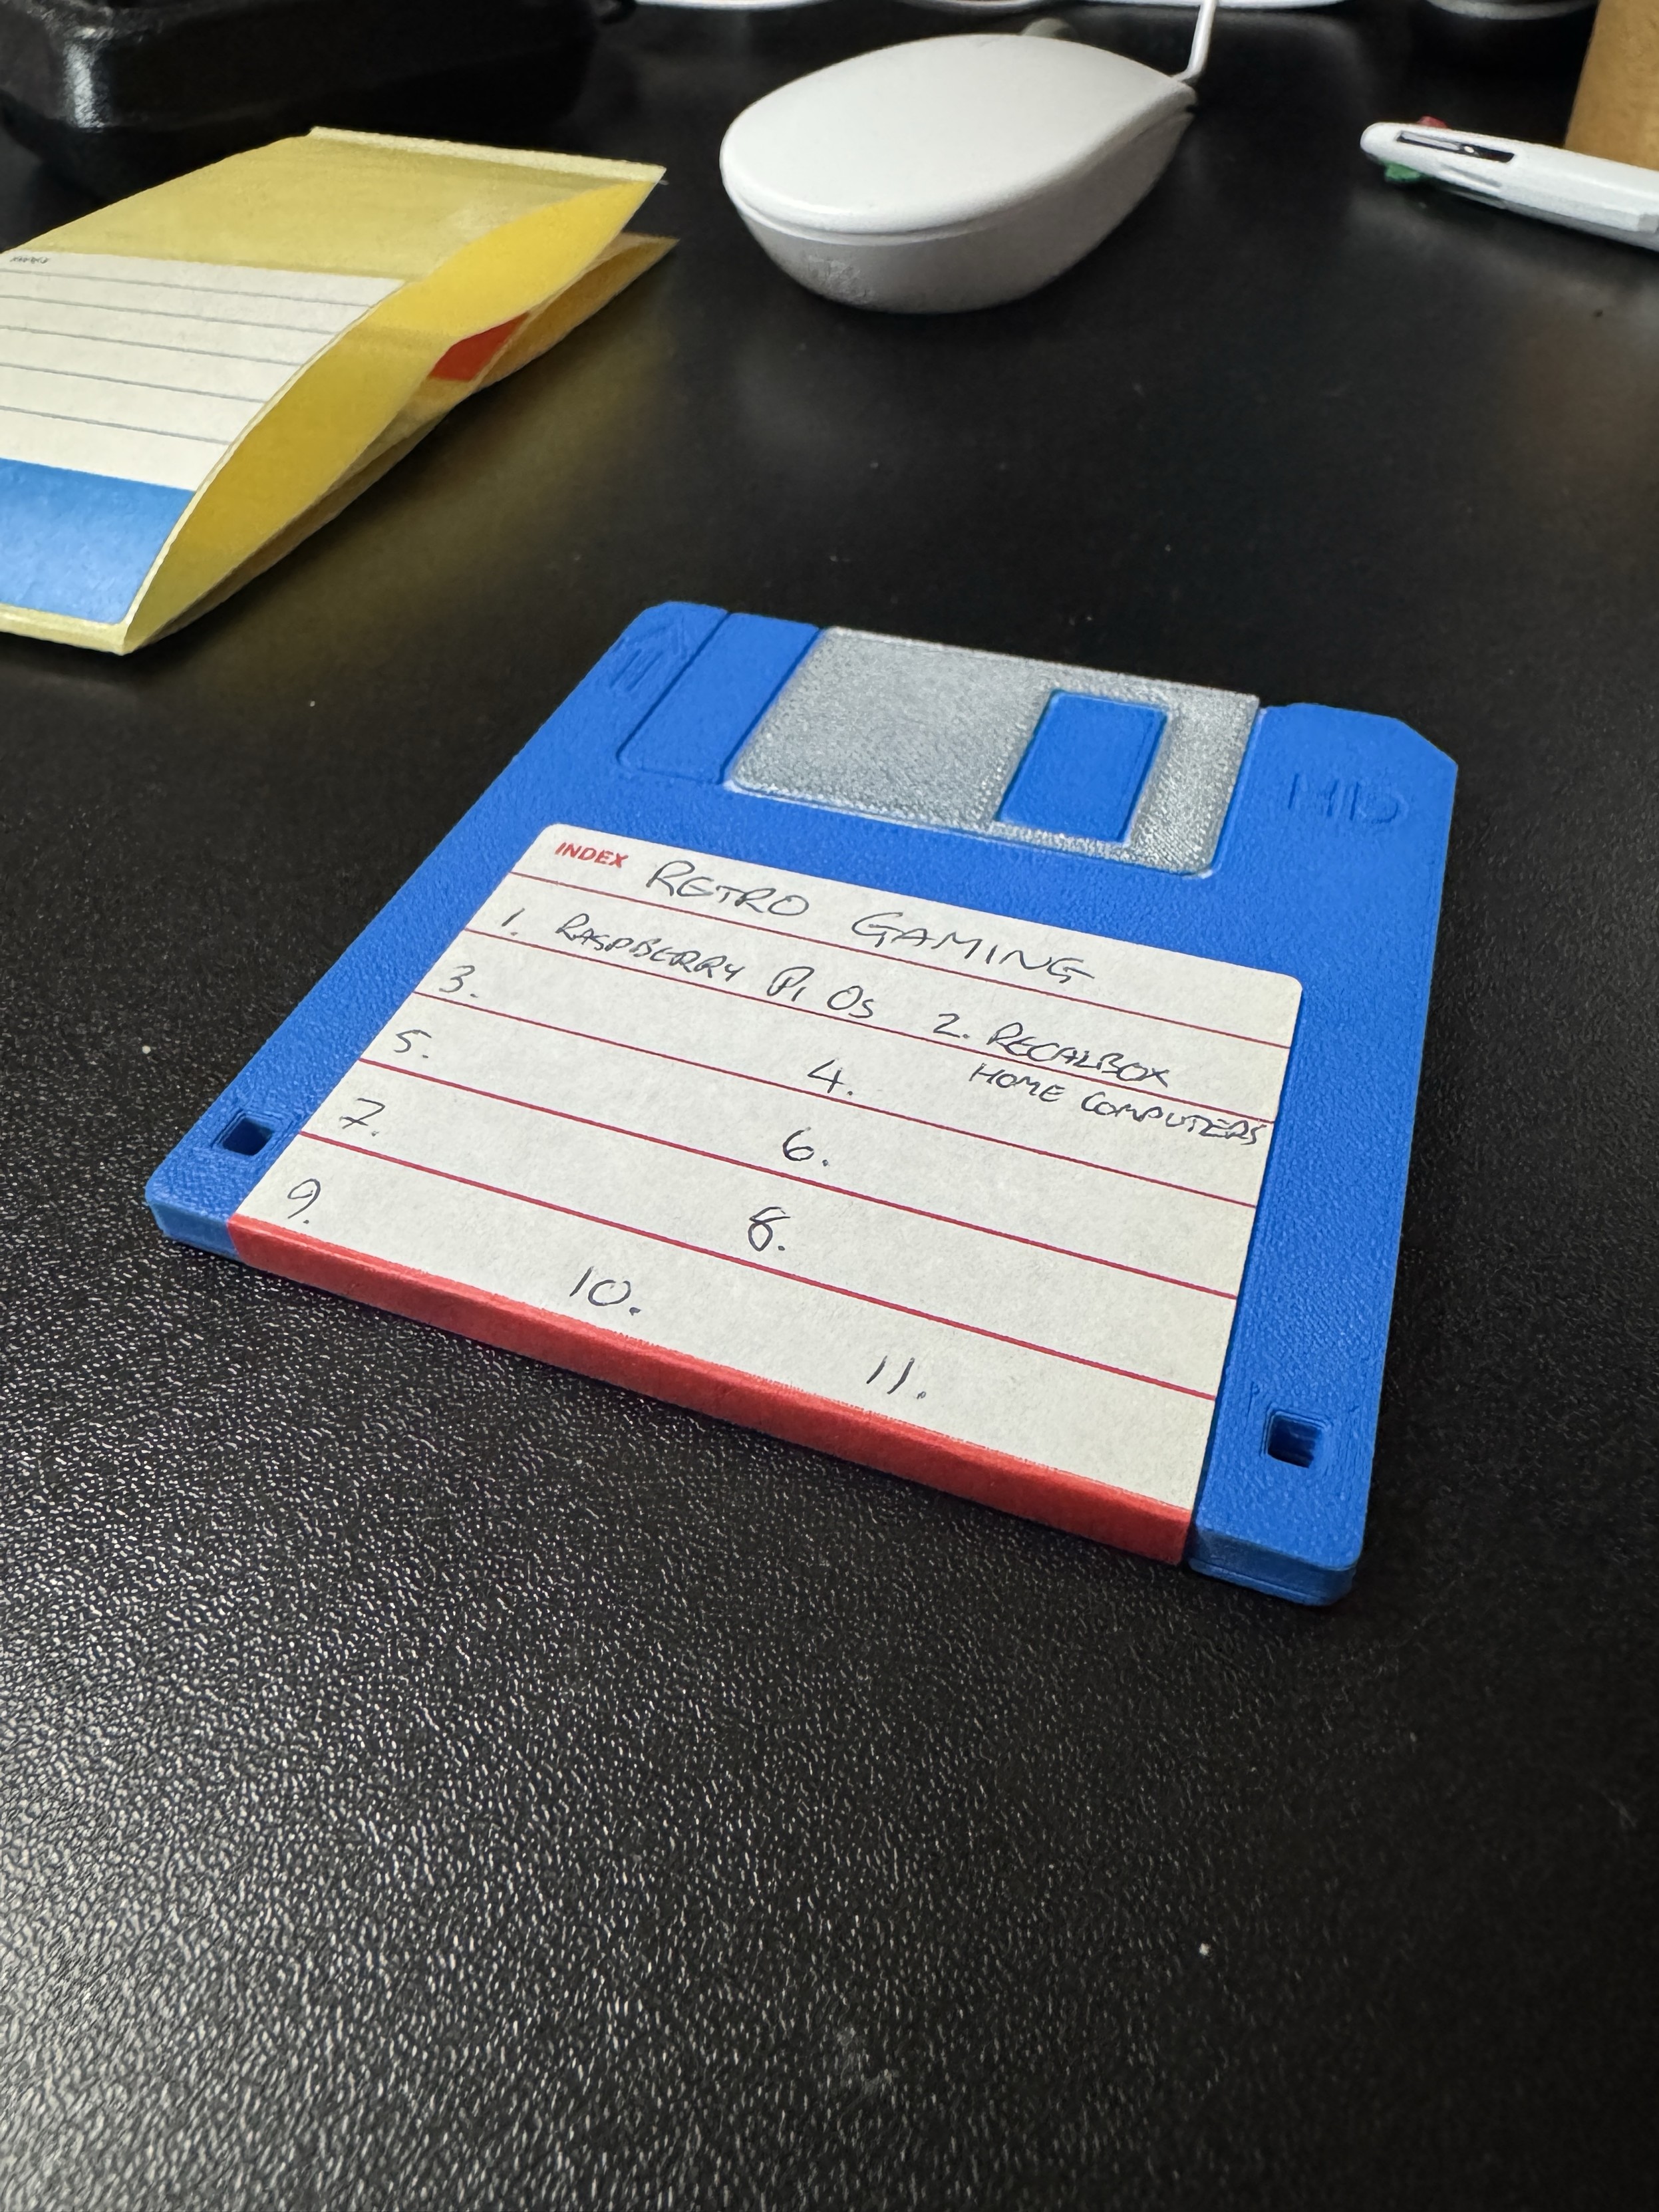 HD
INDEX RETRO GAMING
1. RASPBERRY Pi Os 2. RECALBOX
HOME COMPUTERS
3. 4.
5. 6.
7. 8.
9. 10. 11.